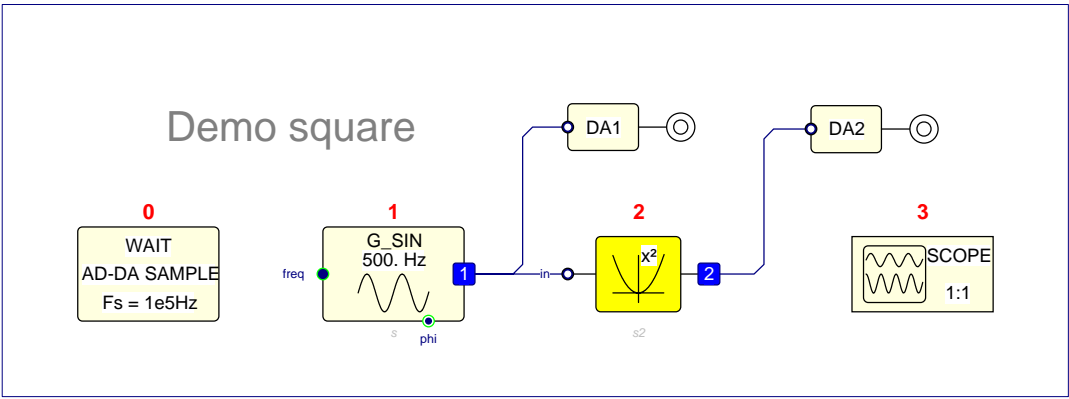 Demo square
DA1
DA2
0
1
2
3
WAIT
AD-DA SAMPLE
Fs = 1e5Hz
freq
G_SIN
500. Hz
1
s
phi
in
x²
2
s2
SCOPE
1:1